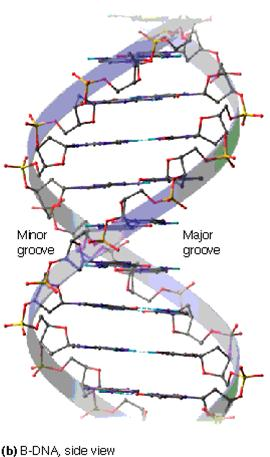 Minor
groove
Major
groove
(b) B-DNA, side view